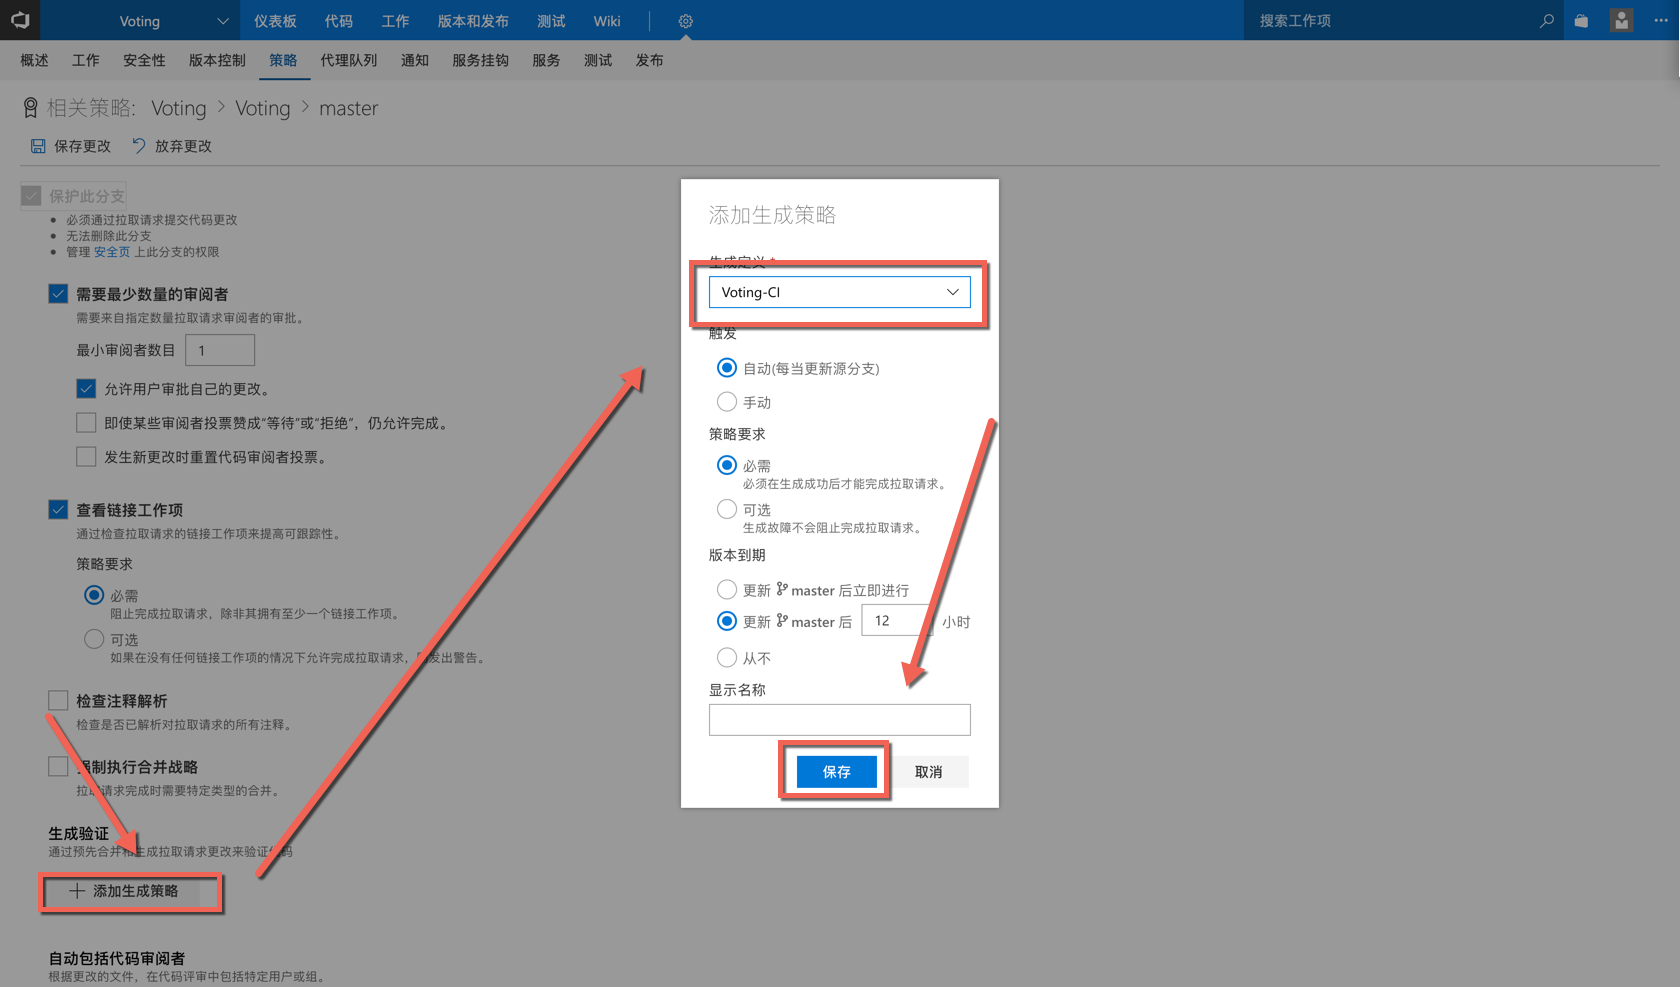 Voting 仪表板 代码 工作 版本和发布 测试 Wiki 搜索工作项
概述 工作 安全性 版本控制 策略 代理队列 通知 服务挂钩 服务 测试 发布
相关策略: Voting > Voting > master
保存更改 放弃更改
保护此分支
必须通过拉取请求提交代码更改
无法删除此分支
管理 安全页 上此分支的权限
需要最少数量的审阅者
需要来自指定数量拉取请求审阅者的审批。
最小审阅者数目 1
允许用户审批自己的更改。
即使某些审阅者投票赞成"等待"或"拒绝"，仍允许完成。
发生新更改时重置代码审阅者投票。
查看链接工作项
通过检查拉取请求的链接工作项来提高可跟踪性。
策略要求
必需
阻止完成拉取请求，除非其拥有至少一个链接工作项。
可选
如果在没有任何链接工作项的情况下允许完成拉取请求，发出警告。
检查注释解析
检查是否已解析对拉取请求的所有注释。
强制执行合并战略
拉取请求完成时需要特定类型的合并。
生成验证
通过预先合并和生成拉取请求更改来验证代码
添加生成策略
自动包括代码审阅者
根据更改的文件，在代码评审中包括特定用户或组。
添加生成策略
生成定义 *
Voting-CI
触发
自动(每当更新源分支)
手动
策略要求
必需
必须在生成成功后才能完成拉取请求。
可选
生成故障不会阻止完成拉取请求。
版本到期
更新 master 后立即进行
更新 master 后 12 小时
从不
显示名称
保存 取消